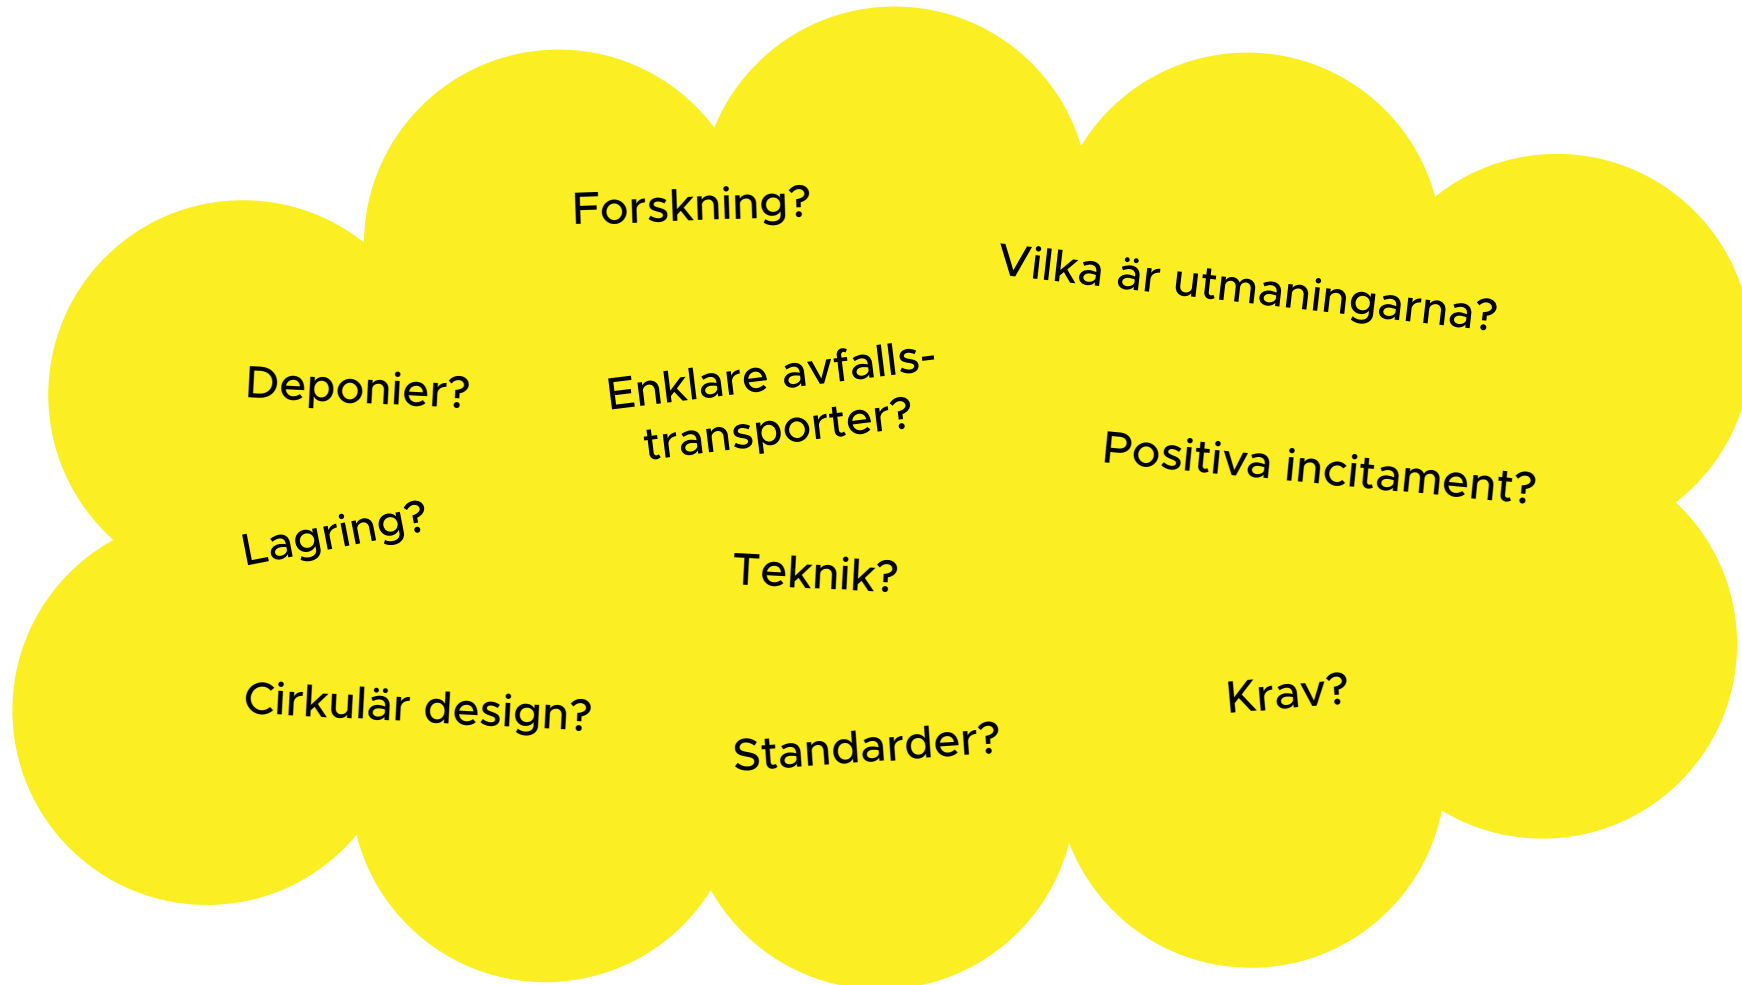 Forskning?
Vilka är utmaningarna?
Deponier?
Enklare avfalls-
transporter?
Positiva incitament?
Lagring?
Teknik?
Cirkulär design?
Standarder?
Krav?